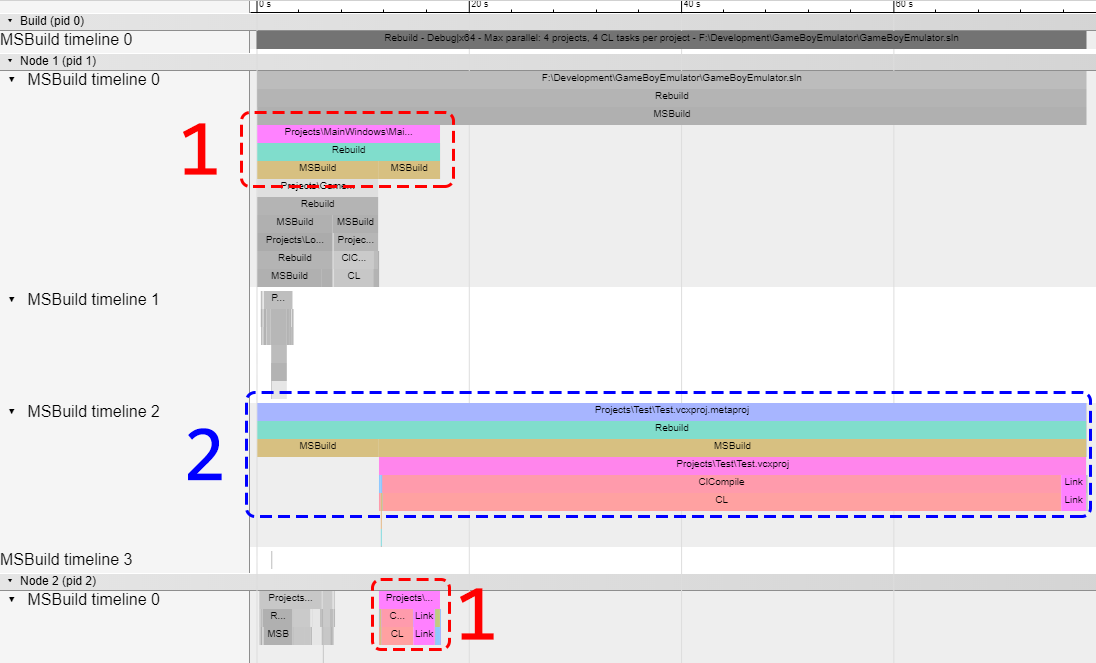 0 s
20 s
40 s
60 s
Build (pid 0)
MSBuild timeline 0
Rebuild - Debug|x64 - Max parallel: 4 projects, 4 CL tasks per project - F:\Development\GameBoyEmulator\GameBoyEmulator.sln
Node 1 (pid 1)
MSBuild timeline 0
F:\Development\GameBoyEmulator\GameBoyEmulator.sln
Rebuild
MSBuild
1
Projects\MainWindows\Mai...
Rebuild
MSBuild MSBuild
Projects\Game...
Rebuild
MSBuild MSBuild
Projects\Lo... Projec...
Rebuild ClC...
MSBuild CL
MSBuild timeline 1
P...
MSBuild timeline 2
2
Projects\Test\Test.vcxproj.metaproj
Rebuild
MSBuild MSBuild
Projects\Test\Test.vcxproj
ClCompile Link
CL Link
MSBuild timeline 3
Node 2 (pid 2)
MSBuild timeline 0
Projects... Projects\...
R... C... Link
MSB CL Link
1